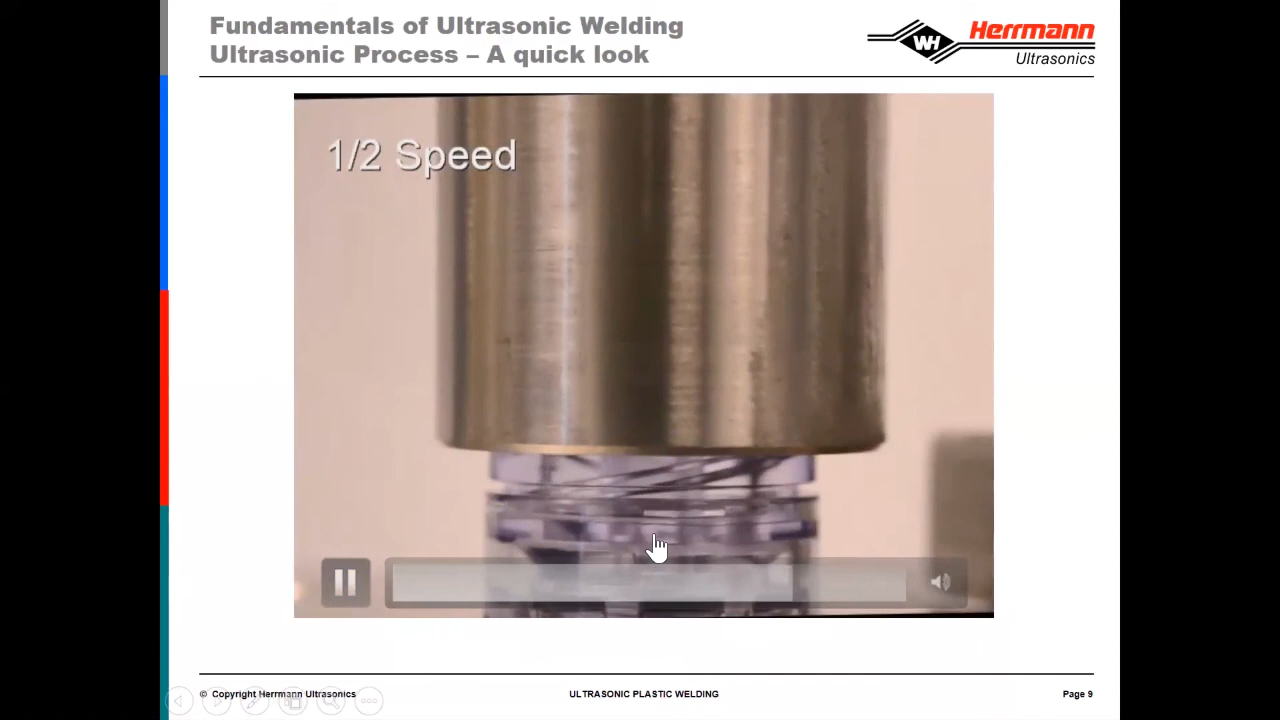 Fundamentals of Ultrasonic Welding
Ultrasonic Process – A quick look
WH
Herrmann
Ultrasonics
1/2 Speed
© Copyright Herrmann Ultrasonics
ULTRASONIC PLASTIC WELDING
Page 9